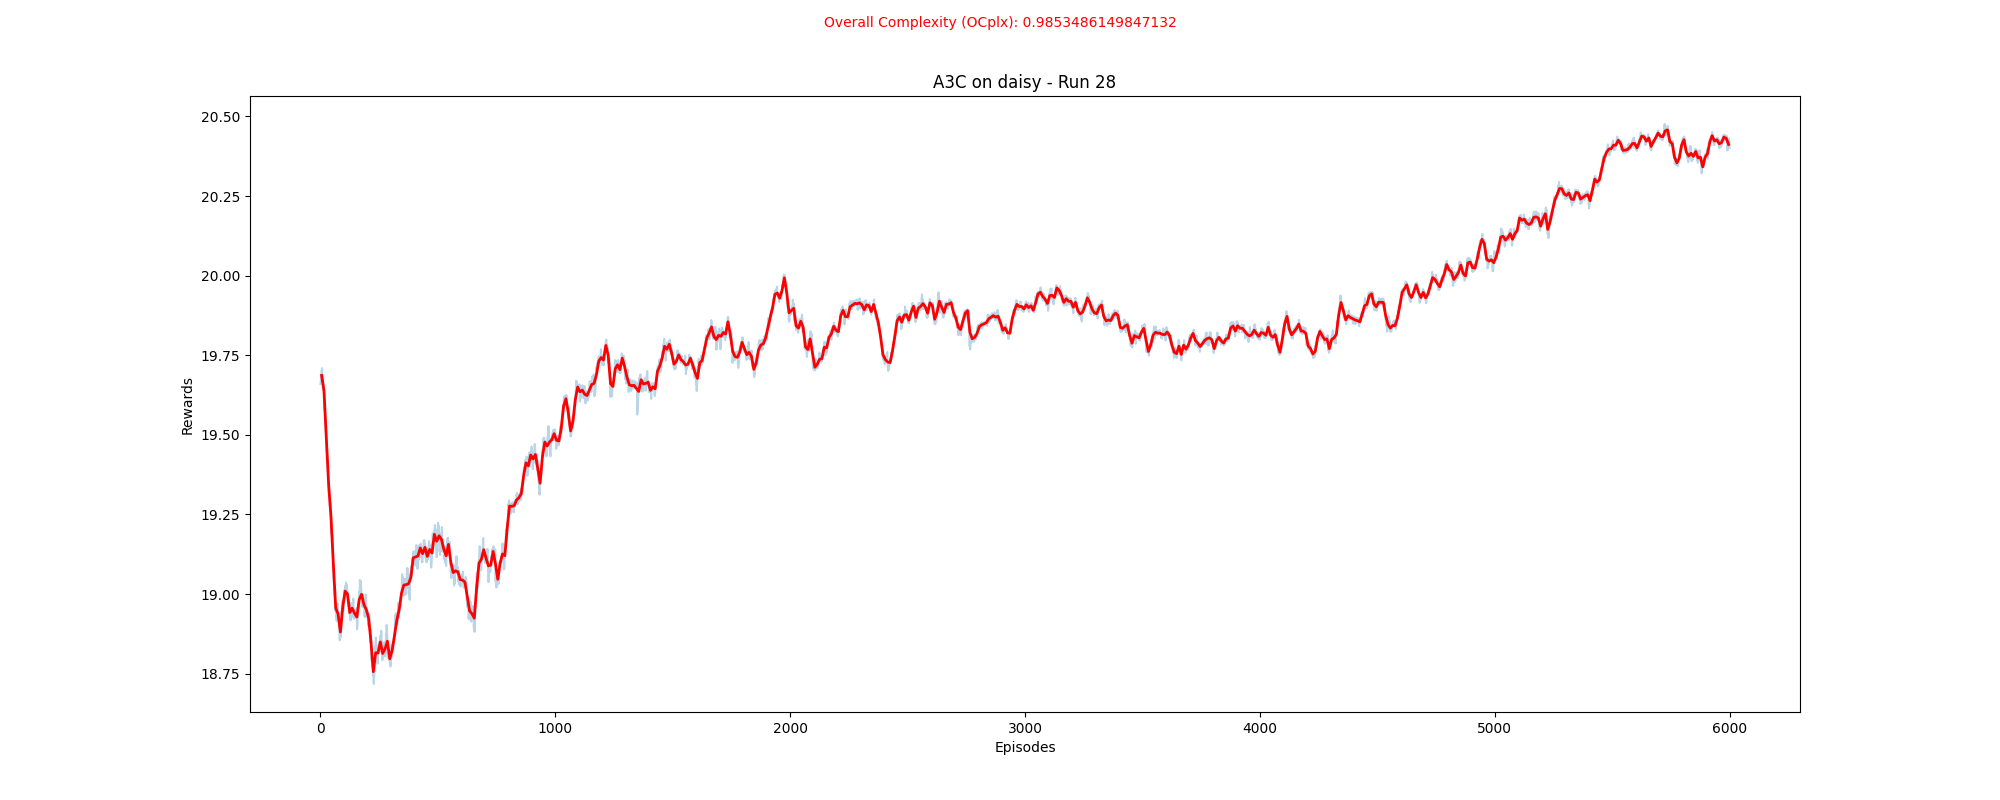 Overall Complexity (OCplx): 0.9853486149847132
A3C on daisy - Run 28
20.50
20.25
20.00
19.75
19.50
19.25
19.00
18.75
Rewards
0 1000 2000 3000 4000 5000 6000
Episodes